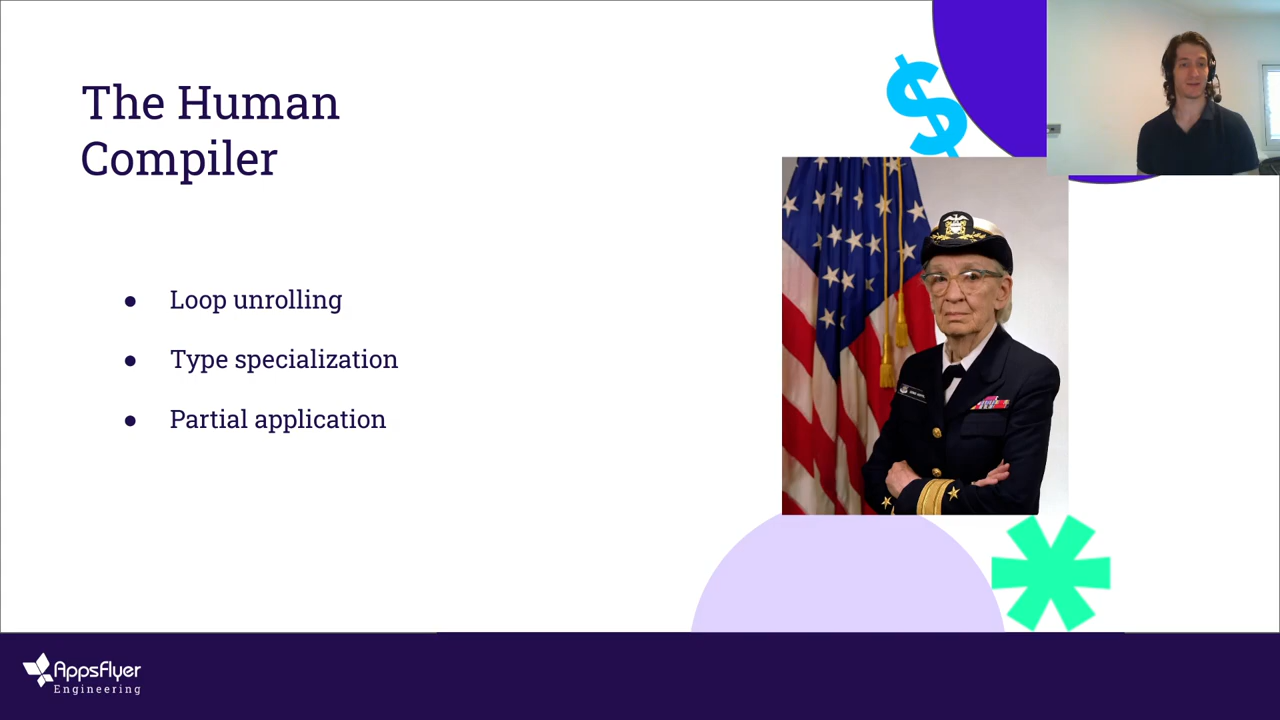 The Human
Compiler
● Loop unrolling
● Type specialization
● Partial application
AppsFlyer
Engineering